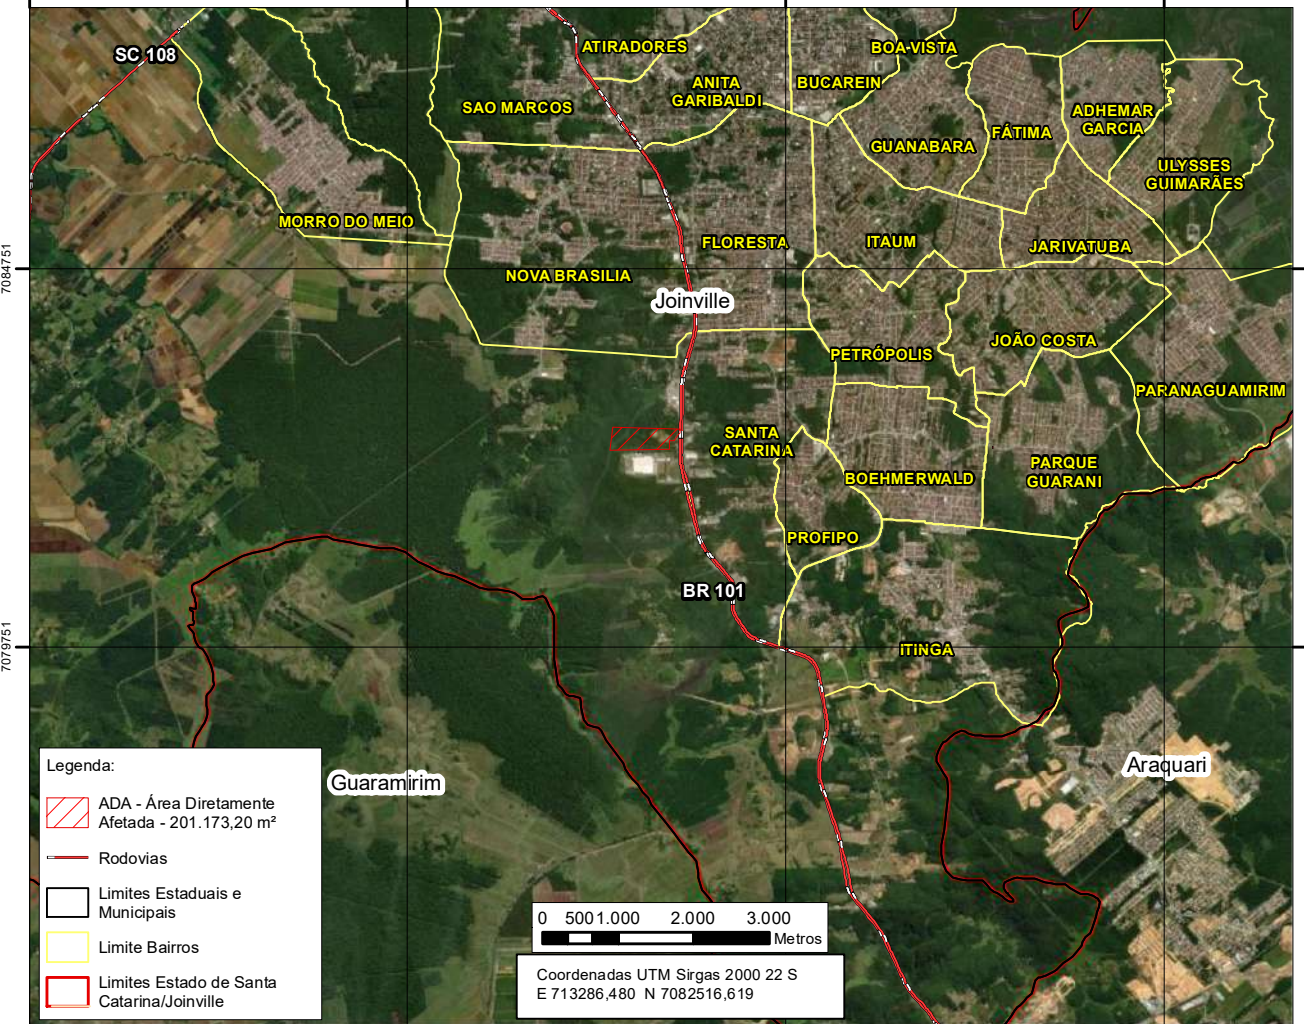 SC 108
ATIRADORES
BOA-VISTA
ANITA
GARIBALDI
BUCAREIN
SAO MARCOS
ADHEMAR
GARCIA
GUANABARA
FÁTIMA
ULYSSES
GUIMARÃES
MORRO DO MEIO
FLORESTA
ITAUM
JARIVATUBA
7084751
NOVA BRASILIA
Joinville
JOÃO COSTA
PETRÓPOLIS
PARANAGUAMIRIM
SANTA
CATARINA
BOEHMERWALD
PARQUE
GUARANI
PROFIPO
BR 101
7079751
ITINGA
Araquari
Guaramirim
Legenda:
ADA - Área Diretamente
Afetada - 201.173,20 m²
Rodovias
Limites Estaduais e
Municipais
Limite Bairros
Limites Estado de Santa
Catarina/Joinville
0 500 1.000 2.000 3.000
Metros
Coordenadas UTM Sirgas 2000 22 S
E 713286,480 N 7082516,619